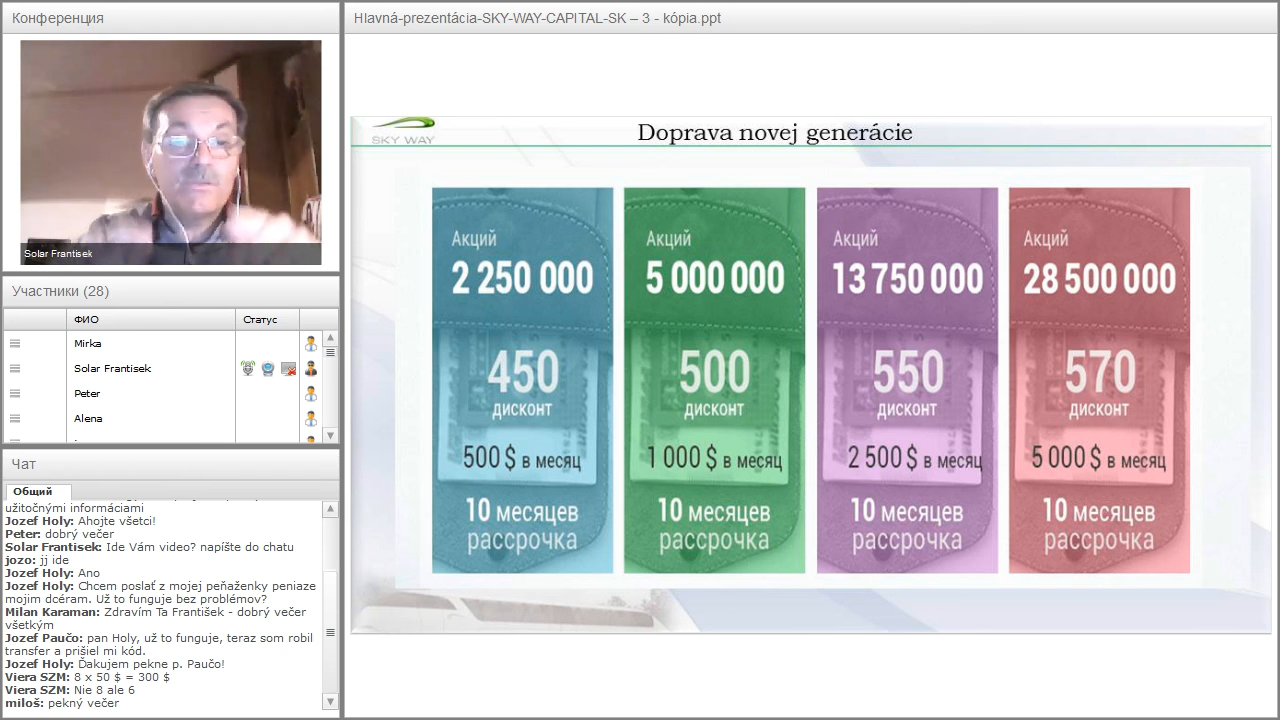 Конференция
Solar Frantisek
Участники (28)
ФИО
Статус
Mirka
Solar Frantisek
Peter
Alena
Чат
Общий
užitočnými informáciami
Jozef Holy: Ahojte všetci!
Peter: dobrý večer
Solar Frantisek: Ide Vám video? napíšte do chatu
jozo: jj ide
Jozef Holy: Ano
Jozef Holy: Chcem poslať z mojej peňaženky peniaze
mojim dcéram. Už to funguje bez problémov?
Milan Karaman: Zdravím Ta František - dobrý večer
všetkým
Jozef Paučo: pan Holy, už to funguje, teraz som robil
transfer a prišiel mi kód.
Jozef Holy: Ďakujem pekne p. Paučo!
Viera SZM: 8 x 50 $ = 300 $
Viera SZM: Nie 8 ale 6
miloš: pekný večer
Hlavná-prezentácia-SKY-WAY-CAPITAL-SK – 3 - kópia.ppt
SKY WAY
Doprava novej generácie
Акций
2 250 000
450
дисконт
500 $ в месяц
10 месяцев
рассрочка
Акций
5 000 000
500
дисконт
1 000 $ в месяц
10 месяцев
рассрочка
Акций
13 750 000
550
дисконт
2 500 $ в месяц
10 месяцев
рассрочка
Акций
28 500 000
570
дисконт
5 000 $ в месяц
10 месяцев
рассрочка